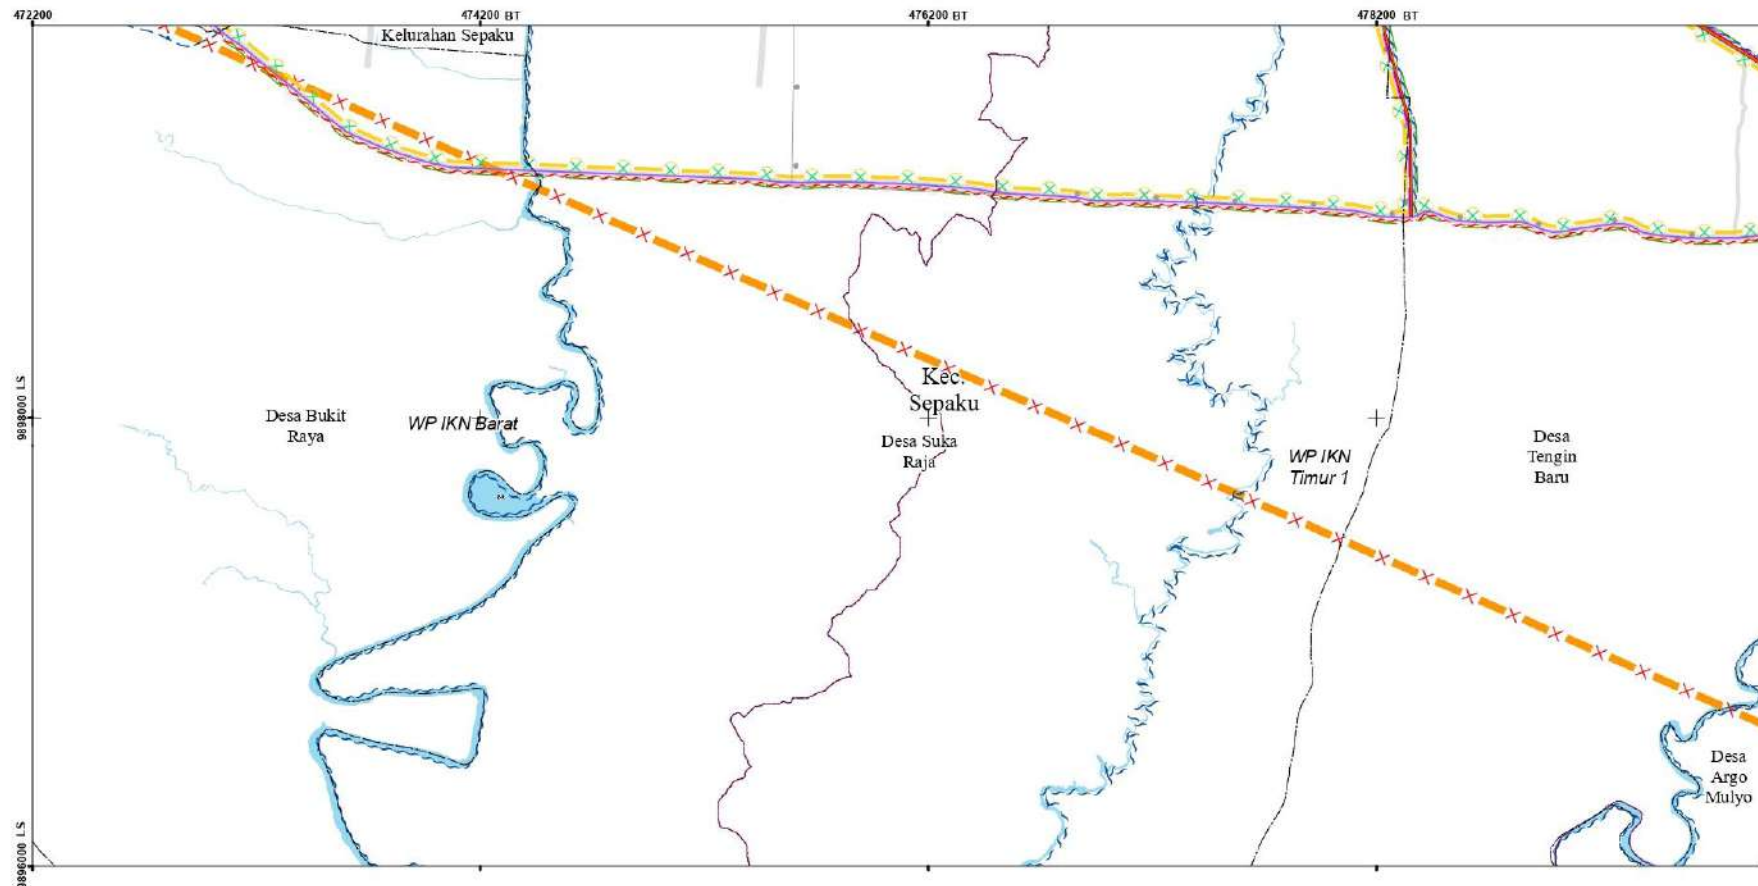 472200
474200 BT
476200 BT
478200 BT
Kelurahan Sepaku
9898000 LS
Desa Bukit
Raya
WP IKN Barat
Kec.
Sepaku
Desa Suka
Raja
WP IKN
Timur 1
Desa
Tengin
Baru
Desa
Argo
Mulyo
9896000 LS